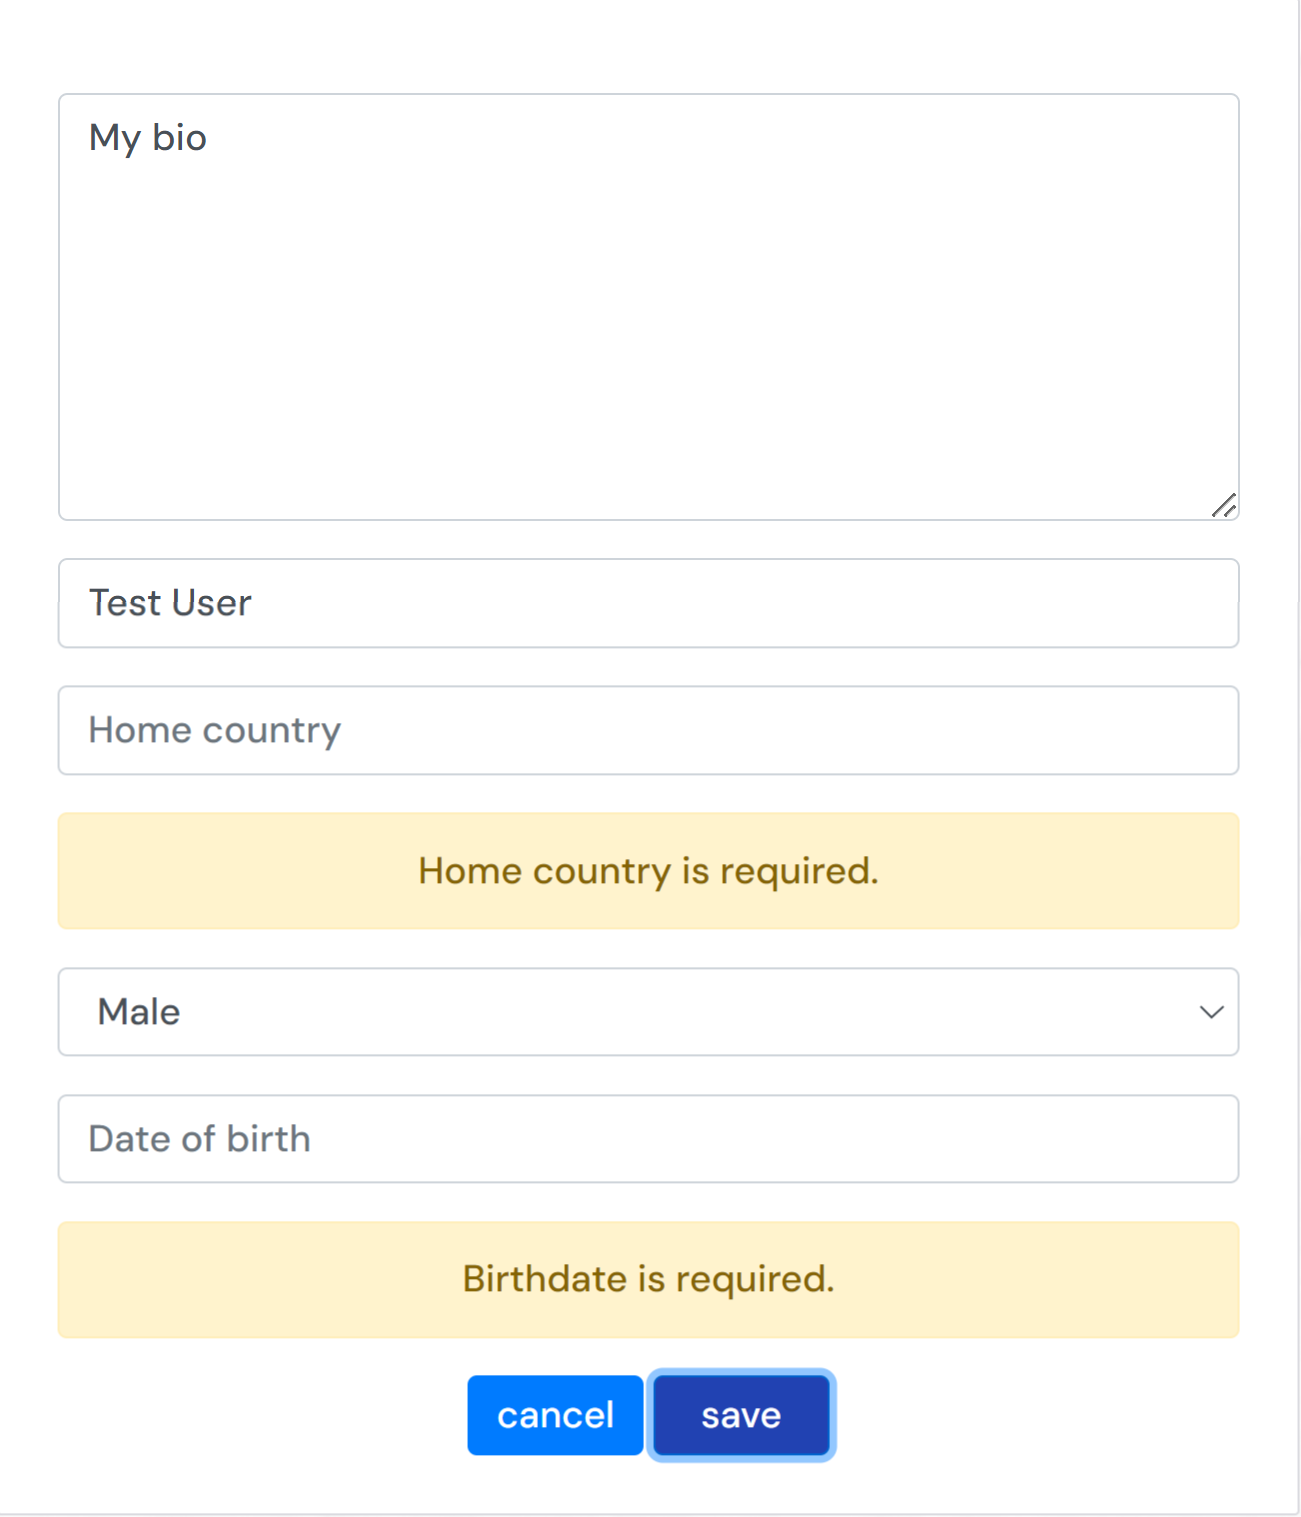 My bio
Test User
Home country
Home country is required.
Male
Date of birth
Birthdate is required.
cancel save